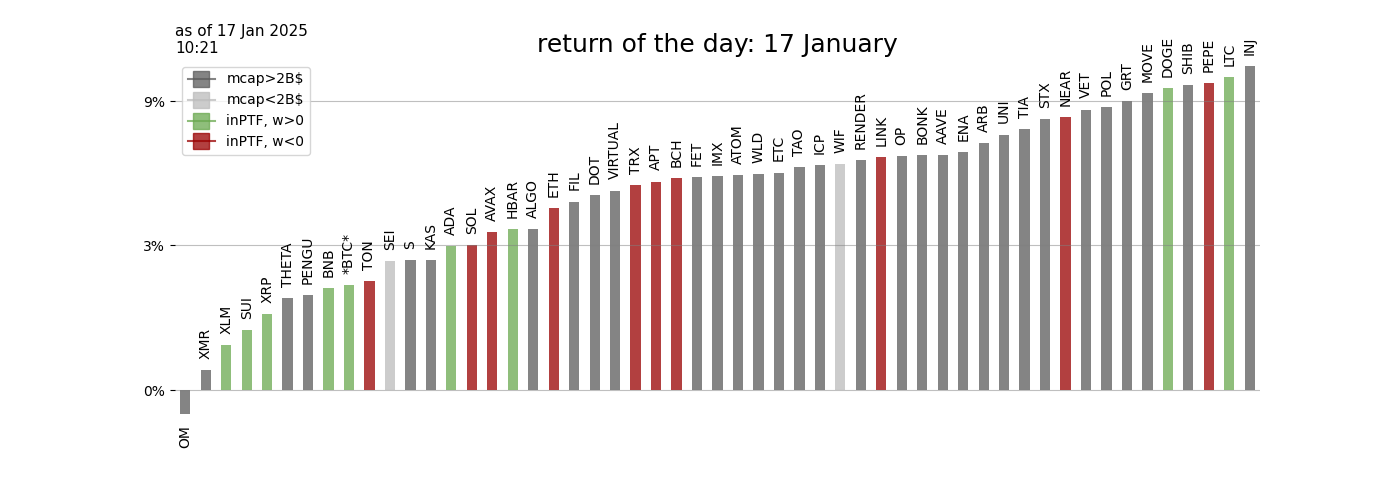 as of 17 Jan 2025
10:21
return of the day: 17 January
mcap>2B$
mcap<2B$
inPTF, w>0
inPTF, w<0
9%
3%
0%
OM
XMR
XLM
SUI
XRP
THETA
PENGU
BNB
*BTC*
TON
SEI
S
KAS
ADA
SOL
AVAX
HBAR
ALGO
ETH
FIL
DOT
VIRTUAL
TRX
APT
BCH
FET
IMX
ATOM
WLD
ETC
TAO
ICP
WIF
RENDER
LINK
OP
BONK
AAVE
ENA
ARB
UNI
TIA
STX
NEAR
VET
POL
GRT
MOVE
DOGE
SHIB
PEPE
LTC
INJ